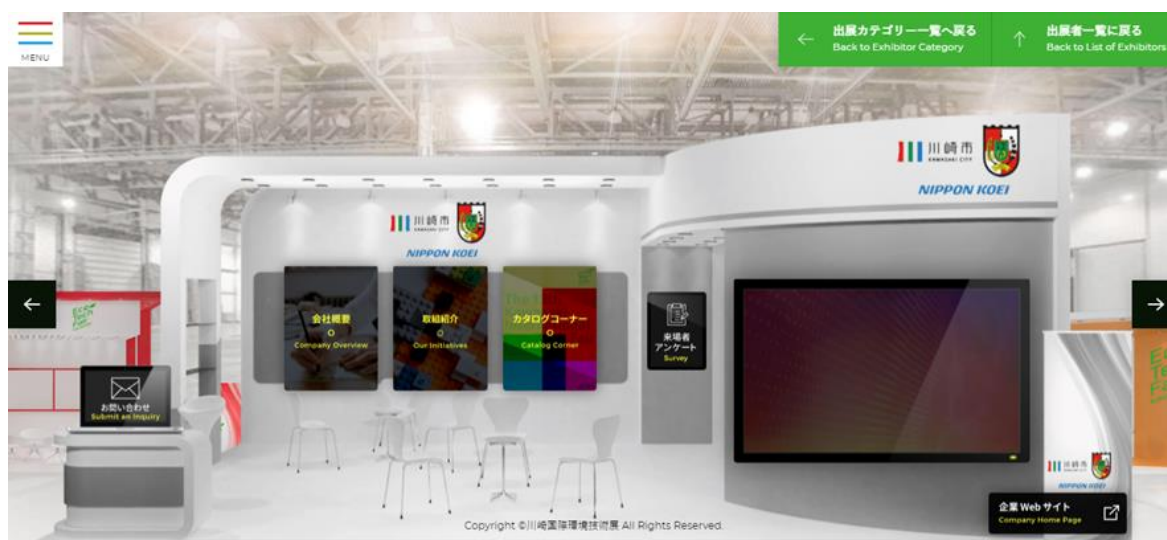 MENU
出展カテゴリー一覧へ戻る
Back to Exhibitor Category
出展者一覧に戻る
Back to List of Exhibitors
川崎市
KAWASAKI CITY
NIPPON KOEI
川崎市
KAWASAKI CITY
NIPPON KOEI
会社概要
Company Overview
取組紹介
Our Initiatives
カタログコーナー
Catalog Corner
来場者
アンケート
Survey
お問い合わせ
Submit an Inquiry
川崎市
NIPPON KOEI
企業 Web サイト
Company Home Page
Copyright ©川崎国際環境技術展 All Rights Reserved.